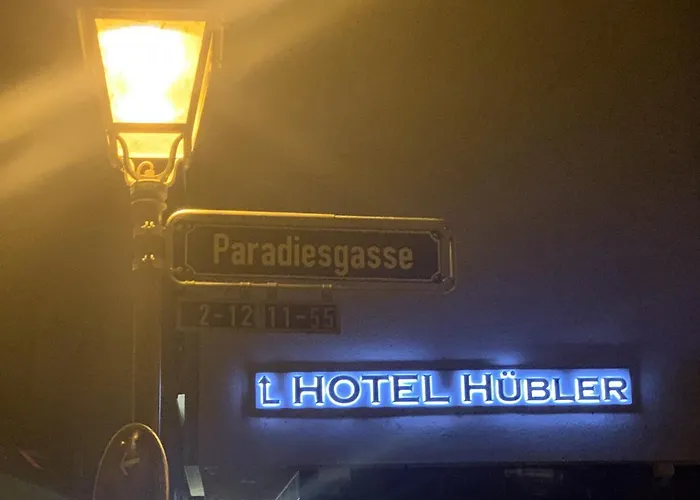 Paradiesgasse
2-12 11-55
HOTEL HÜBLER